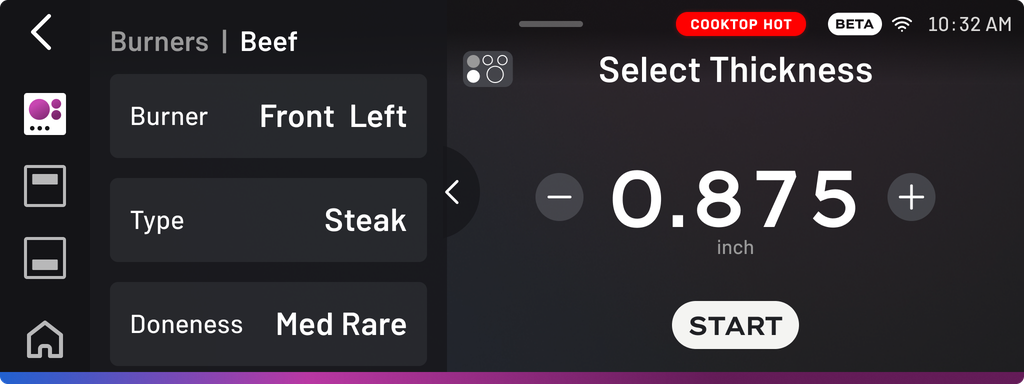 Burners | Beef
COOKTOP HOT
BETA
10:32 AM
Select Thickness
Burner Front Left
Type Steak
Doneness Med Rare
0.875
inch
START